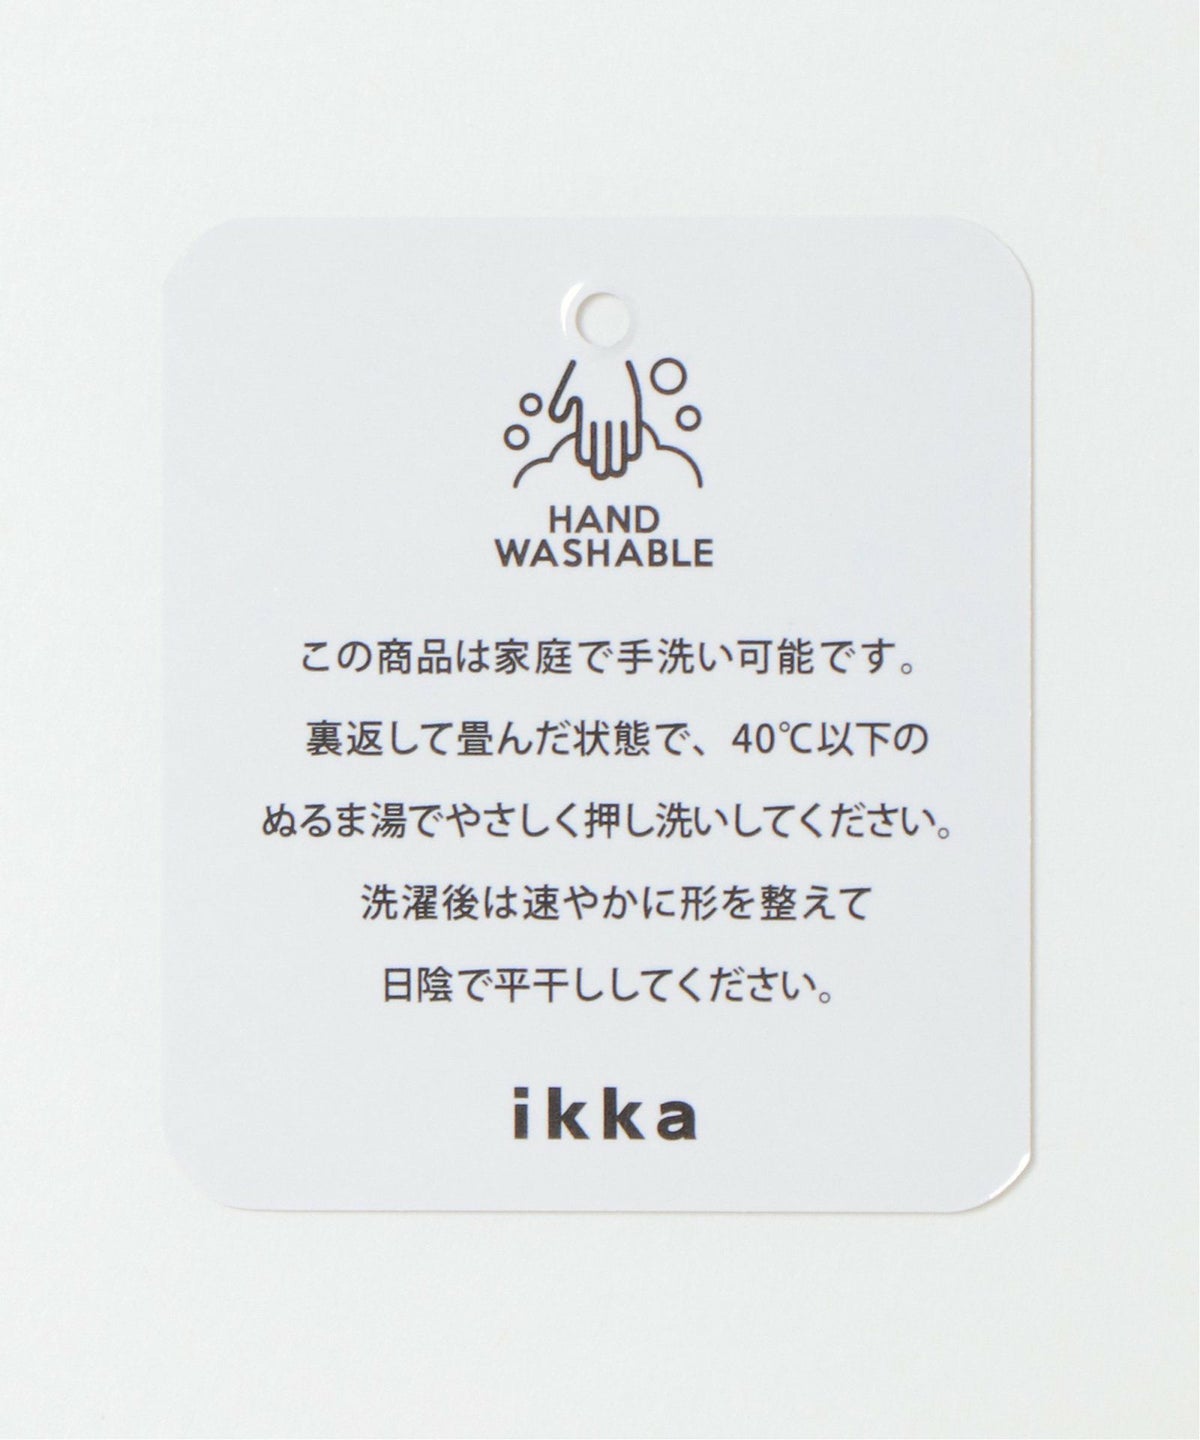 HAND
WASHABLE
この商品は家庭で手洗い可能です。
裏返して畳んだ状態で、40℃以下の
ぬるま湯でやさしく押し洗いしてください。
洗濯後は速やかに形を整えて
日陰で平干ししてください。
ikka